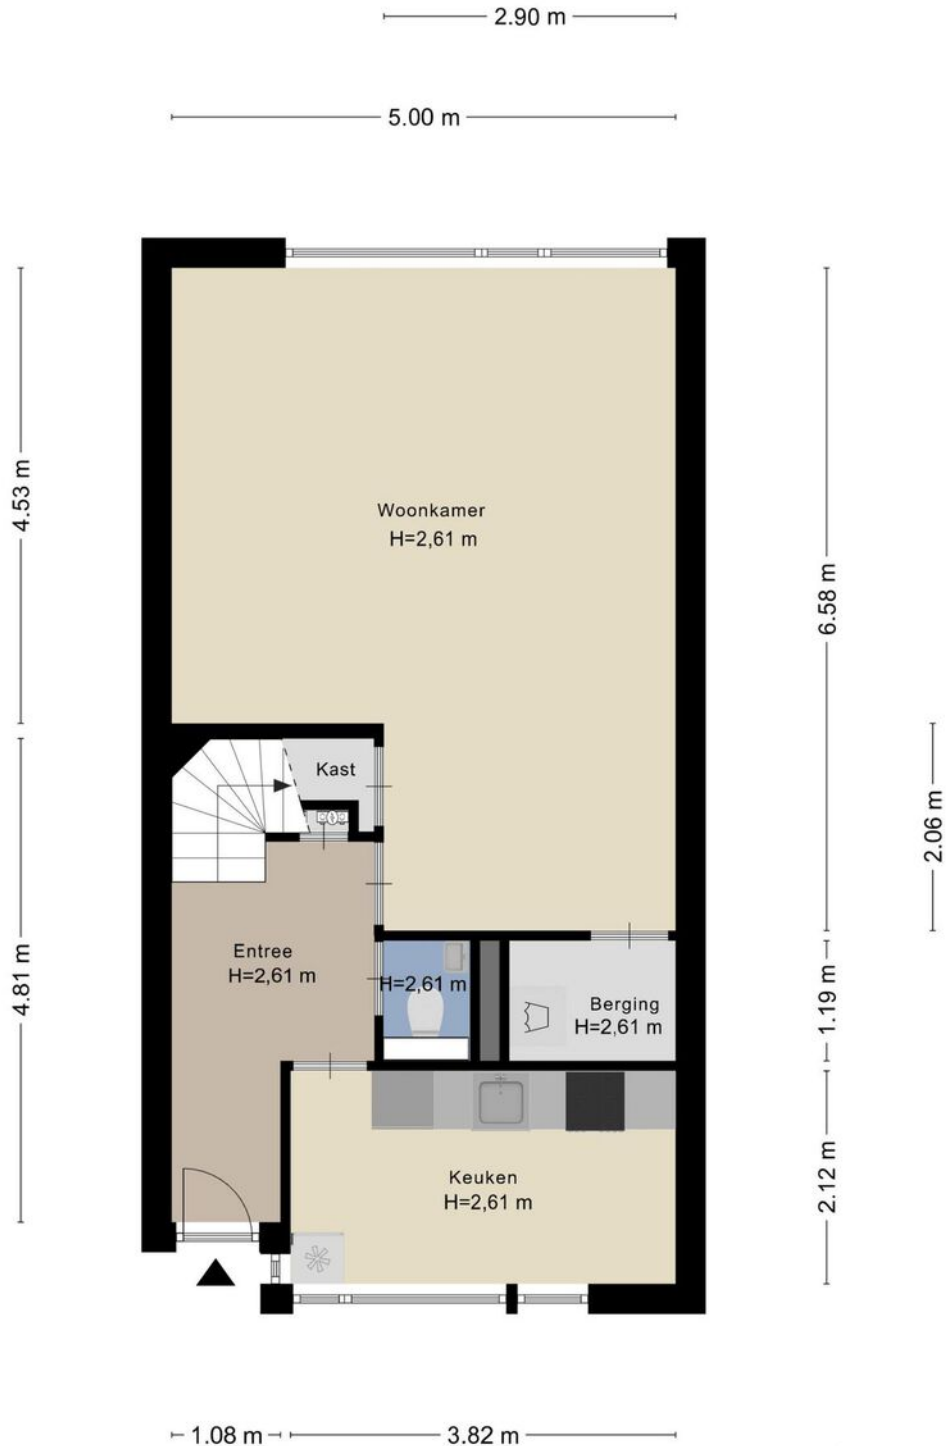 2.90 m
5.00 m
4.53 m
Woonkamer
H=2,61 m
6.58 m
Kast
2.06 m
4.81 m
Entree
H=2,61 m
H=2,61 m
Berging
H=2,61 m
1.19 m
Keuken
H=2,61 m
2.12 m
1.08 m
3.82 m